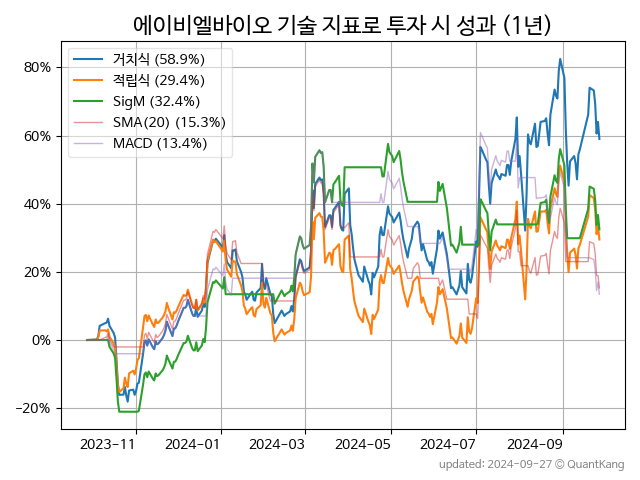 에이비엘바이오 기술 지표로 투자 시 성과 (1년)
거치식 (58.9%)
적립식 (29.4%)
SigM (32.4%)
SMA(20) (15.3%)
MACD (13.4%)
80%
60%
40%
20%
0%
−20%
2023-11 2024-01 2024-03 2024-05 2024-07 2024-09
updated: 2024-09-27 © QuantKang